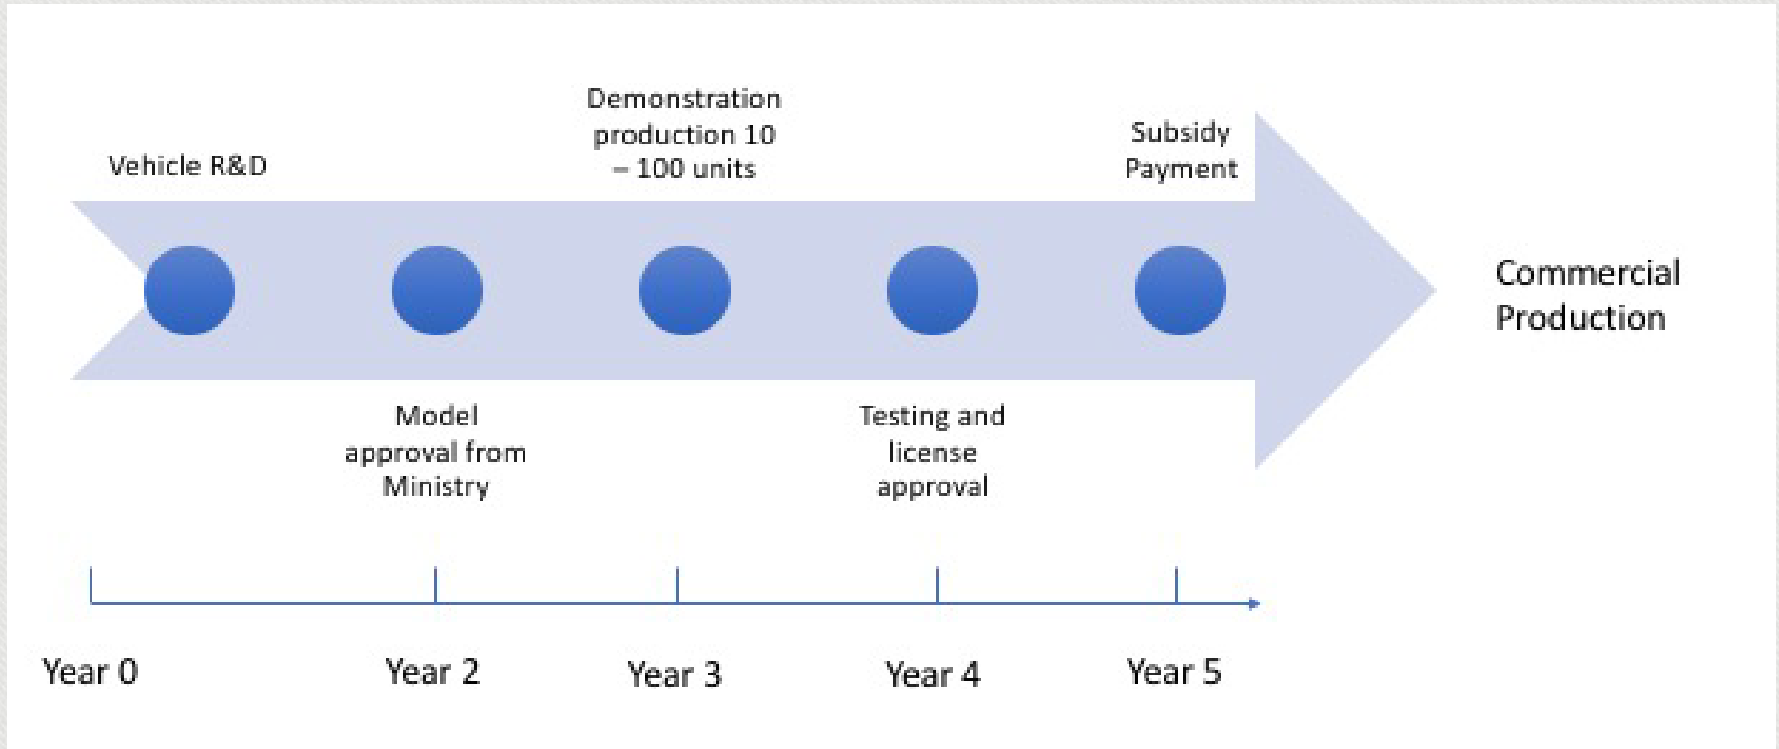 Vehicle R&D
Demonstration
production 10
– 100 units
Subsidy
Payment
Commercial
Production
Model
approval from
Ministry
Testing and
license
approval
Year 0
Year 2
Year 3
Year 4
Year 5